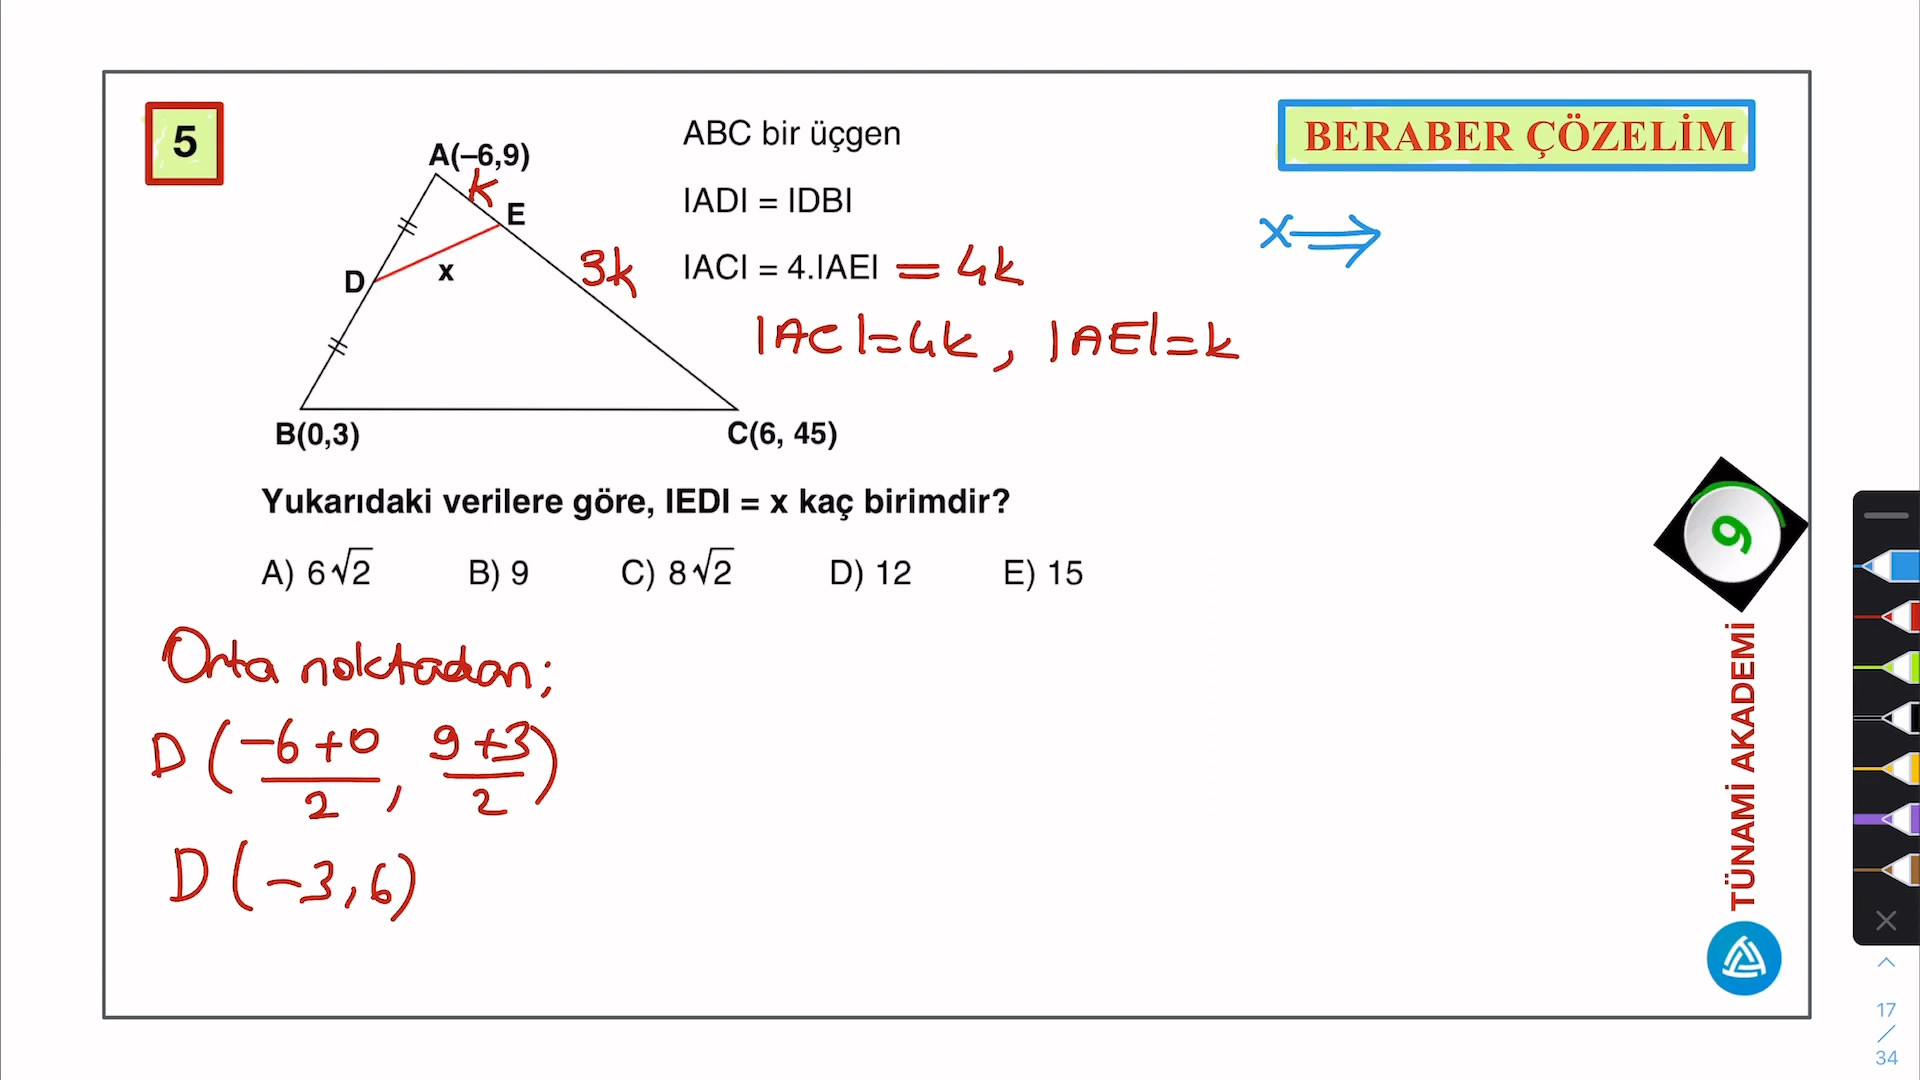 5
BERABER ÇÖZELİM
A(–6,9)
k
E
D
x
3k
B(0,3)
C(6, 45)
ABC bir üçgen
IADI = IDBI
IACI = 4.IAEI = 4k
|AC|=4k, |AE|=k
x⇒
Yukarıdaki verilere göre, IEDI = x kaç birimdir?
A) 6√2 B) 9 C) 8√2 D) 12 E) 15
Orta noktadan;
D(-6+0/2, 9+3/2)
D(-3,6)
9
TÜNAMİ AKADEMİ
17
/
34